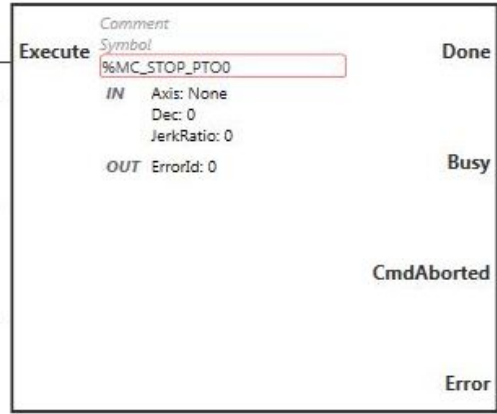 Comment
Execute Symbol Done
%MC_STOP_PTO0
IN Axis: None
Dec: 0
JerkRatio: 0
OUT ErrorId: 0 Busy
CmdAborted
Error